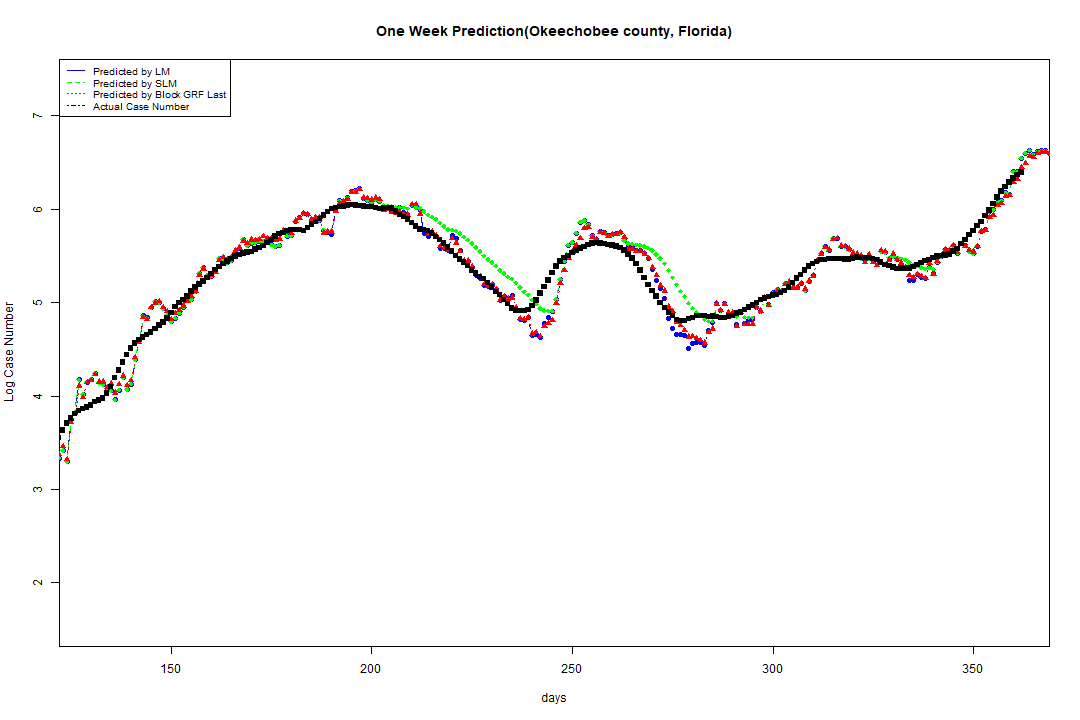 One Week Prediction(Okeechobee county, Florida)
Predicted by LM
Predicted by SLM
Predicted by Block GRF Last
Actual Case Number
7
6
5
4
3
2
Log Case Number
150 200 250 300 350
days